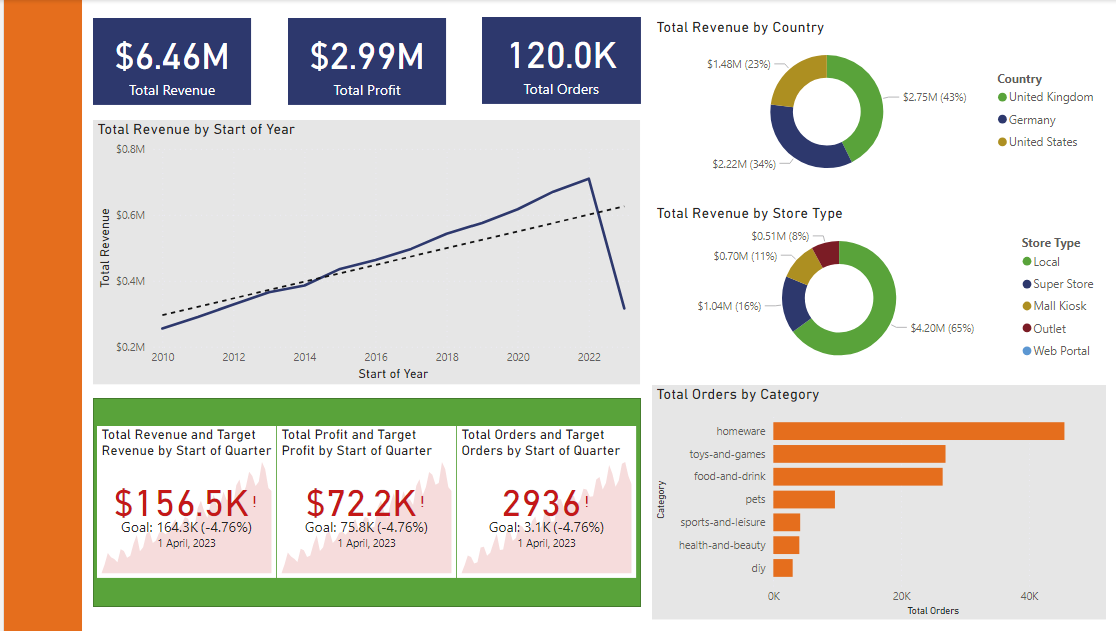 $6.46M
Total Revenue
$2.99M
Total Profit
120.0K
Total Orders
Total Revenue by Start of Year
$0.8M
$0.6M
$0.4M
$0.2M
Total Revenue
2010 2012 2014 2016 2018 2020 2022
Start of Year
Total Revenue by Country
$1.48M (23%)
$2.75M (43%)
$2.22M (34%)
Country
United Kingdom
Germany
United States
Total Revenue by Store Type
$0.51M (8%)
$0.70M (11%)
$1.04M (16%)
$4.20M (65%)
Store Type
Local
Super Store
Mall Kiosk
Outlet
Web Portal
Total Revenue and Target
Revenue by Start of Quarter
$156.5K!
Goal: 164.3K (-4.76%)
1 April, 2023
Total Profit and Target
Profit by Start of Quarter
$72.2K!
Goal: 75.8K (-4.76%)
1 April, 2023
Total Orders and Target
Orders by Start of Quarter
2936!
Goal: 3.1K (-4.76%)
1 April, 2023
Total Orders by Category
Category
homeware
toys-and-games
food-and-drink
pets
sports-and-leisure
health-and-beauty
diy
0K 20K 40K
Total Orders